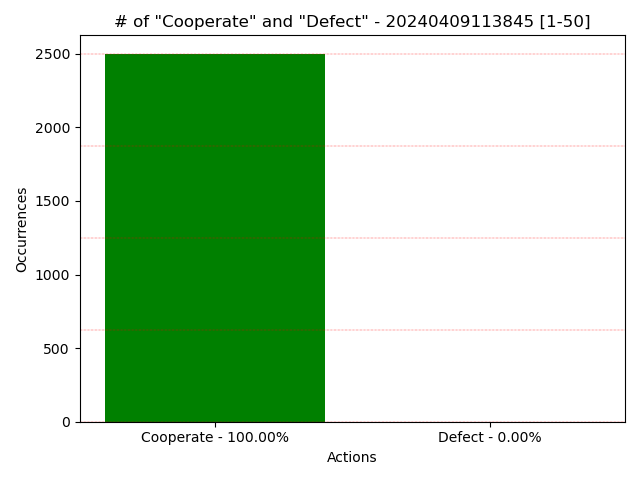 # of "Cooperate" and "Defect" - 20240409113845 [1-50]
2500
2000
1500
1000
500
0
Occurrences
Cooperate - 100.00%
Defect - 0.00%
Actions